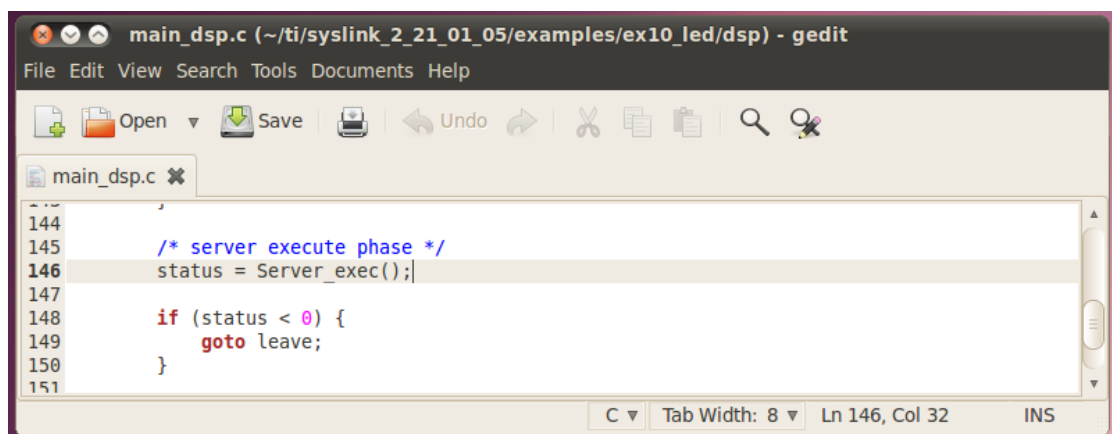 main_dsp.c (~/ti/syslink_2_21_01_05/examples/ex10_led/dsp) - gedit
File Edit View Search Tools Documents Help
Open Save Undo
main_dsp.c
144
145 /* server execute phase */
146 status = Server_exec();
147
148 if (status < 0) {
149 goto leave;
150 }
151
C Tab Width: 8 Ln 146, Col 32 INS